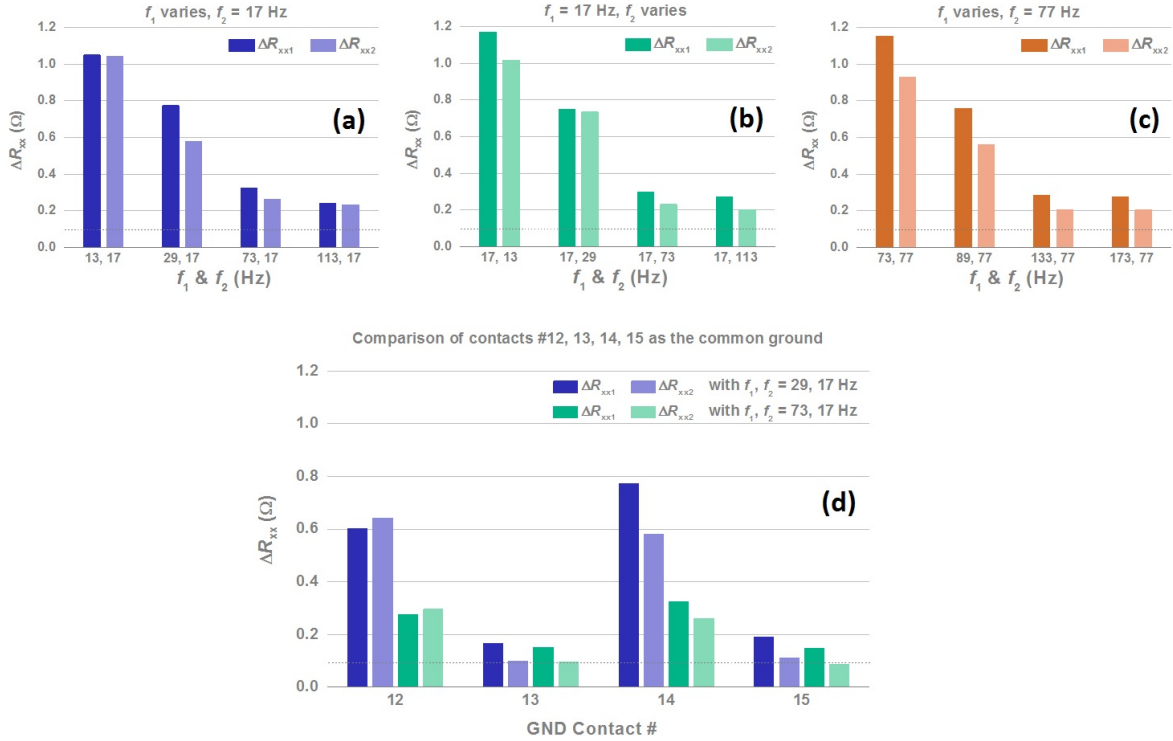 f₁ varies, f₂ = 17 Hz
ΔRxx1 ΔRxx2
1.2
1.0
0.8
0.6
0.4
0.2
0.0
ΔRxx (Ω)
(a)
13, 17 29, 17 73, 17 113, 17
f₁ & f₂ (Hz)
f₁ = 17 Hz, f₂ varies
ΔRxx1 ΔRxx2
1.2
1.0
0.8
0.6
0.4
0.2
0.0
ΔRxx (Ω)
(b)
17, 13 17, 29 17, 73 17, 113
f₁ & f₂ (Hz)
f₁ varies, f₂ = 77 Hz
ΔRxx1 ΔRxx2
1.2
1.0
0.8
0.6
0.4
0.2
0.0
ΔRxx (Ω)
(c)
73, 77 89, 77 133, 77 173, 77
f₁ & f₂ (Hz)
Comparison of contacts #12, 13, 14, 15 as the common ground
ΔRxx1 ΔRxx2 with f₁, f₂ = 29, 17 Hz
ΔRxx1 ΔRxx2 with f₁, f₂ = 73, 17 Hz
1.2
1.0
0.8
0.6
0.4
0.2
0.0
ΔRxx (Ω)
(d)
12 13 14 15
GND Contact #